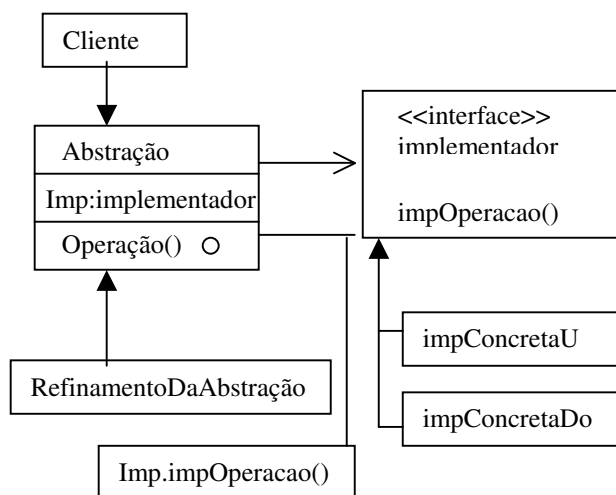 Cliente
Abstração
Imp:implementador
Operação()
<<interface>>
implementador
impOperacao()
RefinamentoDaAbstração
impConcretaU
impConcretaDo
Imp.impOperacao()